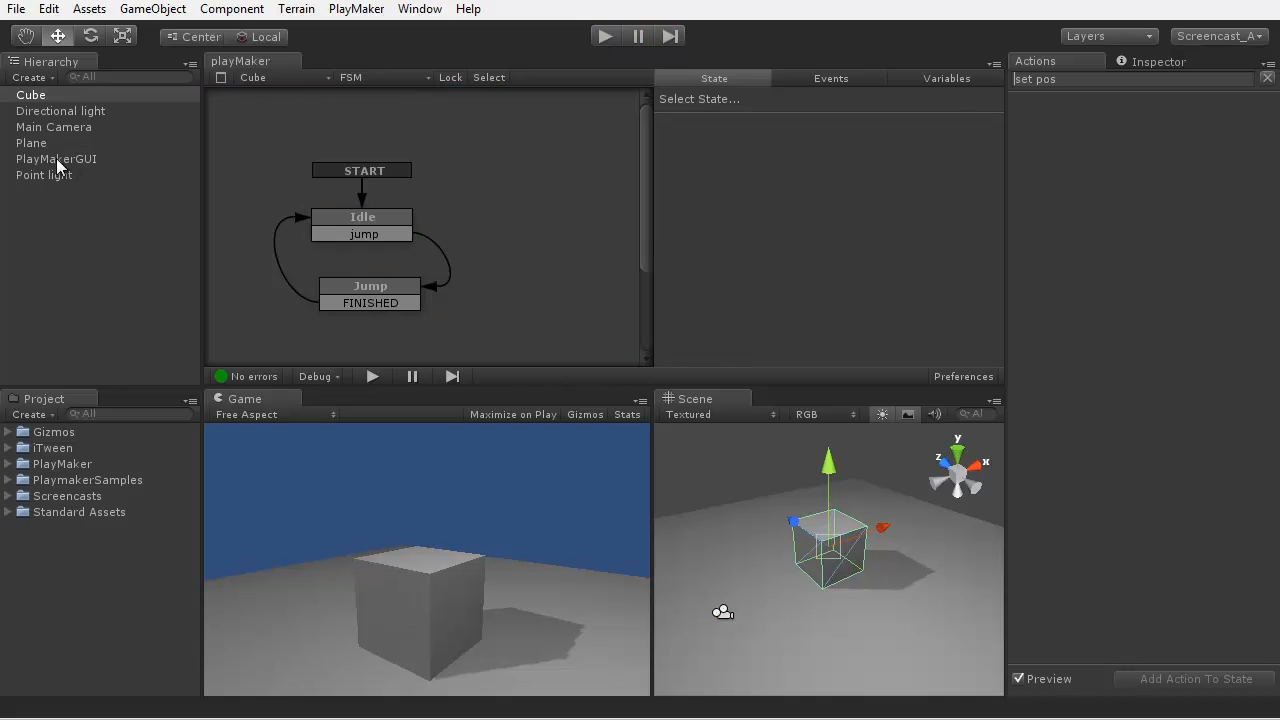 File Edit Assets GameObject Component Terrain PlayMaker Window Help
Center Local Layers Screencast_A
Hierarchy
Create All
Cube
Directional light
Main Camera
Plane
PlayMakerGUI
Point light
playMaker
Cube FSM Lock Select
START
Idle
jump
Jump
FINISHED
No errors Debug Preferences
State Events Variables
Select State...
Actions Inspector
set pos
Preview Add Action To State
Project
Create All
Gizmos
iTween
PlayMaker
PlaymakerSamples
Screencasts
Standard Assets
Game
Free Aspect Maximize on Play Gizmos Stats
Scene
Textured RGB Al
y
z x